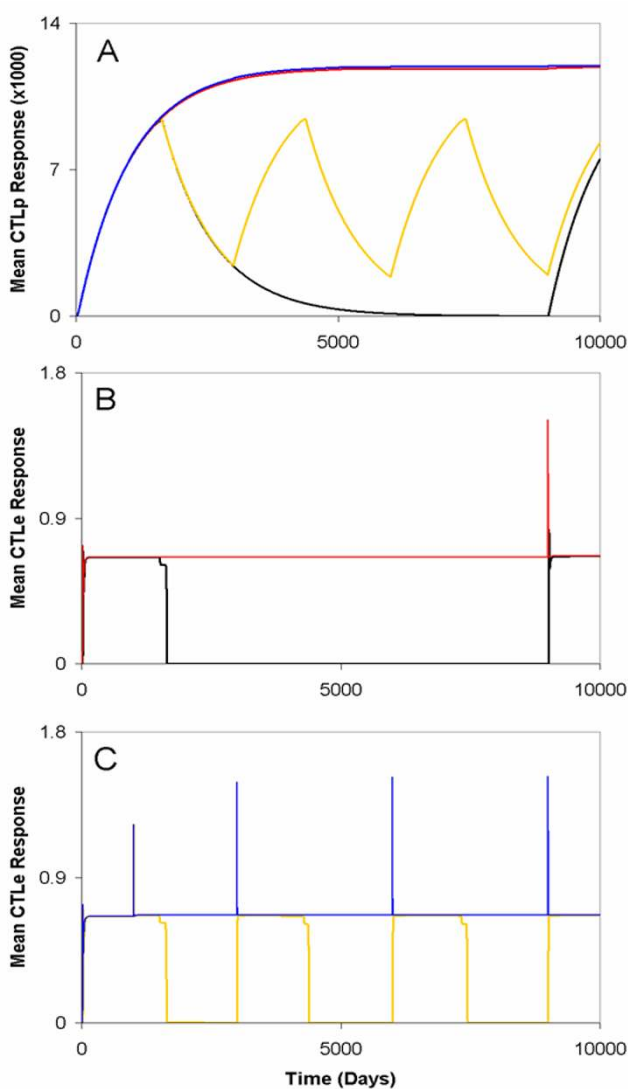 14
A
7
0
Mean CTLp Response (x1000)
0 5000 10000
1.8
B
0.9
0
Mean CTLe Response
0 5000 10000
1.8
C
0.9
0
Mean CTLe Response
0 5000 10000
Time (Days)